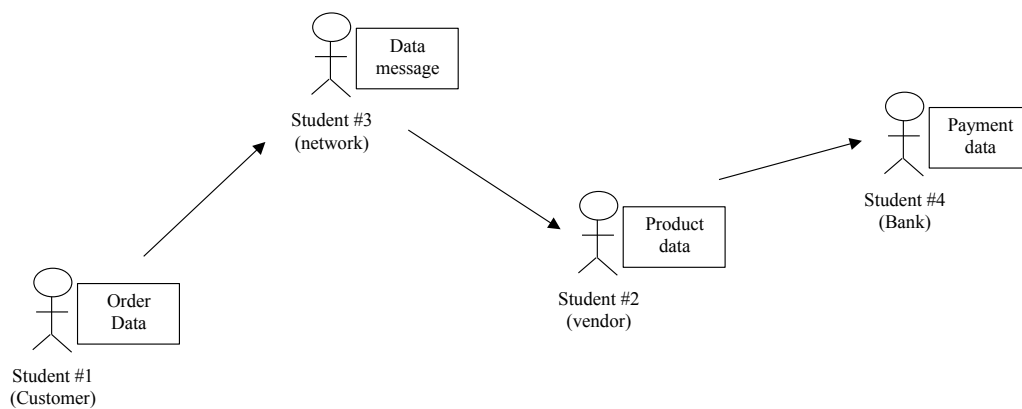 Data
message
Student #3
(network)
Payment
data
Student #4
(Bank)
Product
data
Student #2
(vendor)
Order
Data
Student #1
(Customer)